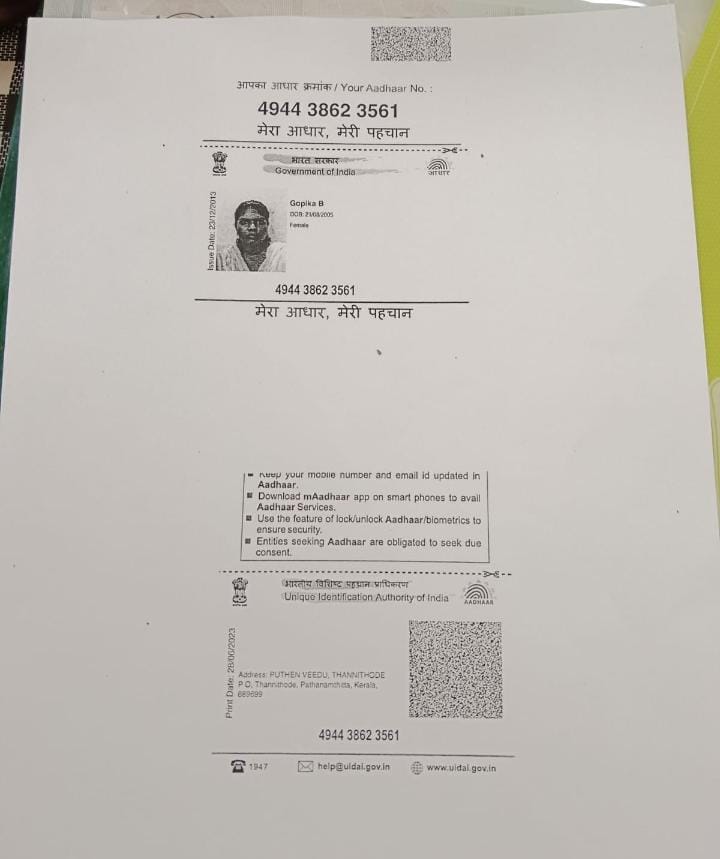 आपका आधार क्रमांक / Your Aadhaar No. :
4944 3862 3561
मेरा आधार, मेरी पहचान
भारत सरकार
Government of India
आधार
Issue Date: 23/12/2013
Gopika B
DOB: 21/03/2005
Female
4944 3862 3561
मेरा आधार, मेरी पहचान
Keep your mobile number and email id updated in
Aadhaar.
Download mAadhaar app on smart phones to avail
Aadhaar Services.
Use the feature of lock/unlock Aadhaar/biometrics to
ensure security.
Entities seeking Aadhaar are obligated to seek due
consent.
भारतीय विशिष्ट पहचान प्राधिकरण
Unique Identification Authority of India
AADHAAR
Print Date: 28/06/2023
Address: PUTHEN VEEDU, THANNITHODE
P O, Thannithode, Pathanamthitta, Kerala,
689699
4944 3862 3561
1947
help@uidai.gov.in
www.uidai.gov.in